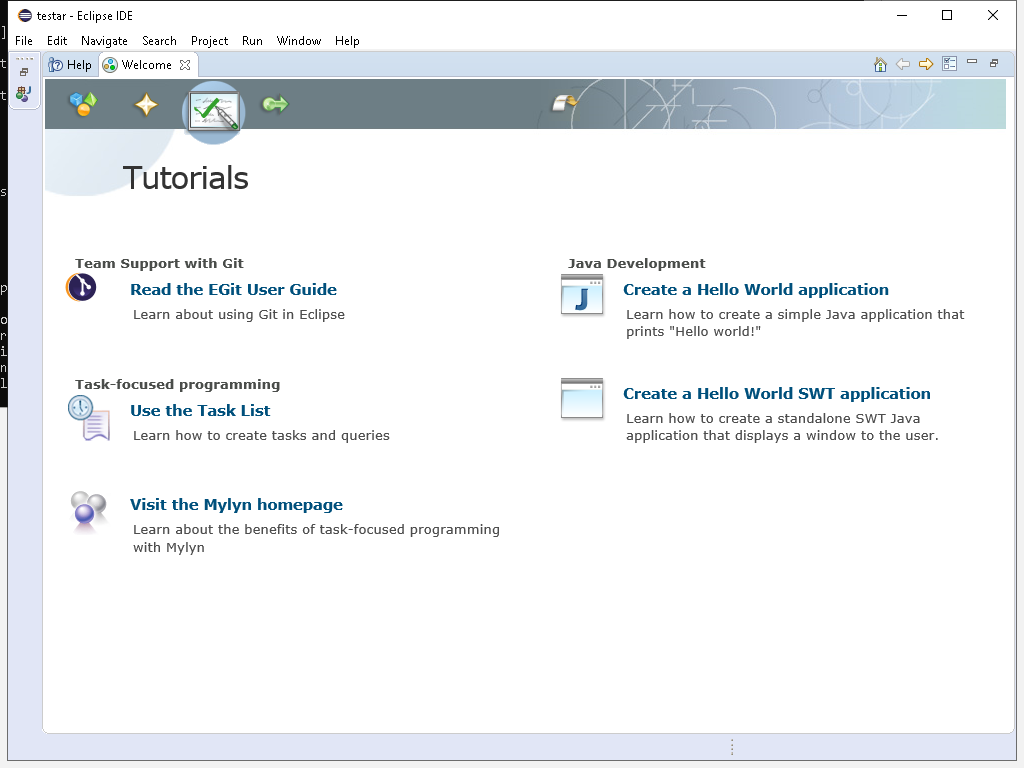 testar - Eclipse IDE
File Edit Navigate Search Project Run Window Help
Help Welcome
Tutorials
Team Support with Git
Read the EGit User Guide
Learn about using Git in Eclipse
Task-focused programming
Use the Task List
Learn how to create tasks and queries
Visit the Mylyn homepage
Learn about the benefits of task-focused programming
with Mylyn
Java Development
Create a Hello World application
Learn how to create a simple Java application that
prints "Hello world!"
Create a Hello World SWT application
Learn how to create a standalone SWT Java
application that displays a window to the user.